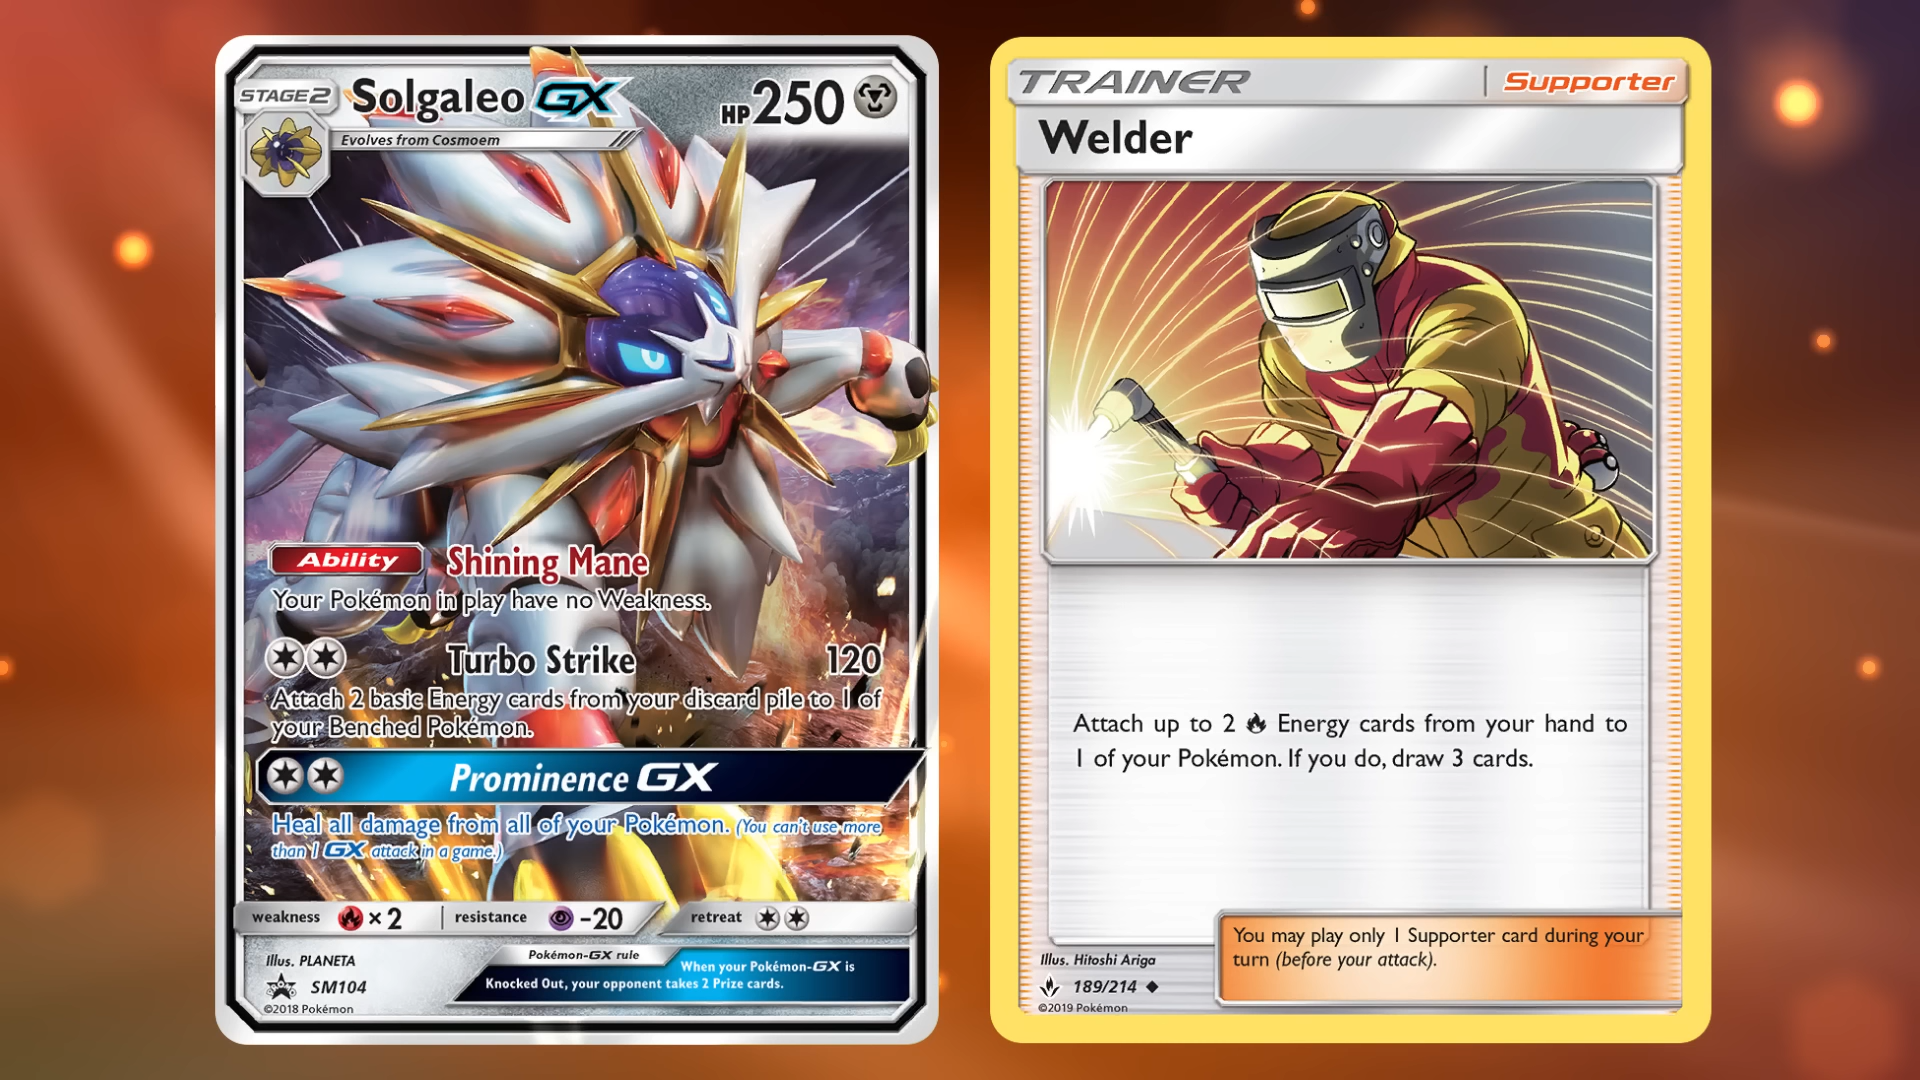 STAGE2 Solgaleo GX HP250
Evolves from Cosmoem
Ability Shining Mane
Your Pokémon in play have no Weakness.
Turbo Strike 120
Attach 2 basic Energy cards from your discard pile to 1 of
your Benched Pokémon.
Prominence GX
Heal all damage from all of your Pokémon. (You can't use more
than 1 GX attack in a game.)
weakness ×2 resistance -20 retreat
Illus. PLANETA
SM104
©2018 Pokémon
Pokémon-GX rule
When your Pokémon-GX is
Knocked Out, your opponent takes 2 Prize cards.
TRAINER Supporter
Welder
Attach up to 2 Energy cards from your hand to
1 of your Pokémon. If you do, draw 3 cards.
You may play only 1 Supporter card during your
turn (before your attack).
Illus. Hitoshi Ariga
189/214
©2019 Pokémon